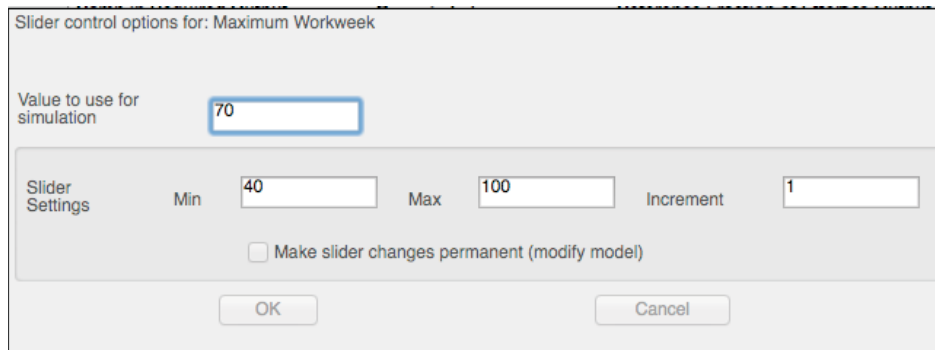 Slider control options for: Maximum Workweek
Value to use for
simulation
70
Slider
Settings
Min
40
Max
100
Increment
1
Make slider changes permanent (modify model)
OK
Cancel